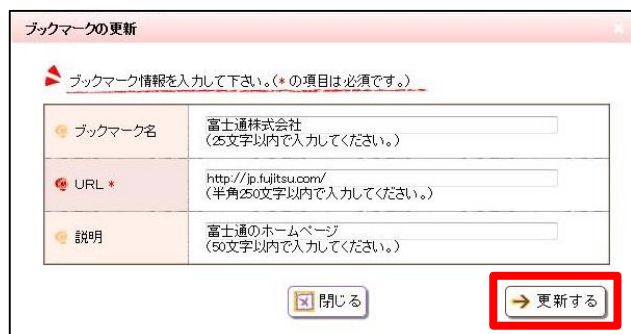 ブックマークの更新
ブックマーク情報を入力して下さい。(* の項目は必須です。)
ブックマーク名
富士通株式会社
(25文字以内で入力してください。)
URL *
http://jp.fujitsu.com/
(半角250文字以内で入力してください。)
説明
富士通のホームページ
(50文字以内で入力してください。)
閉じる
更新する